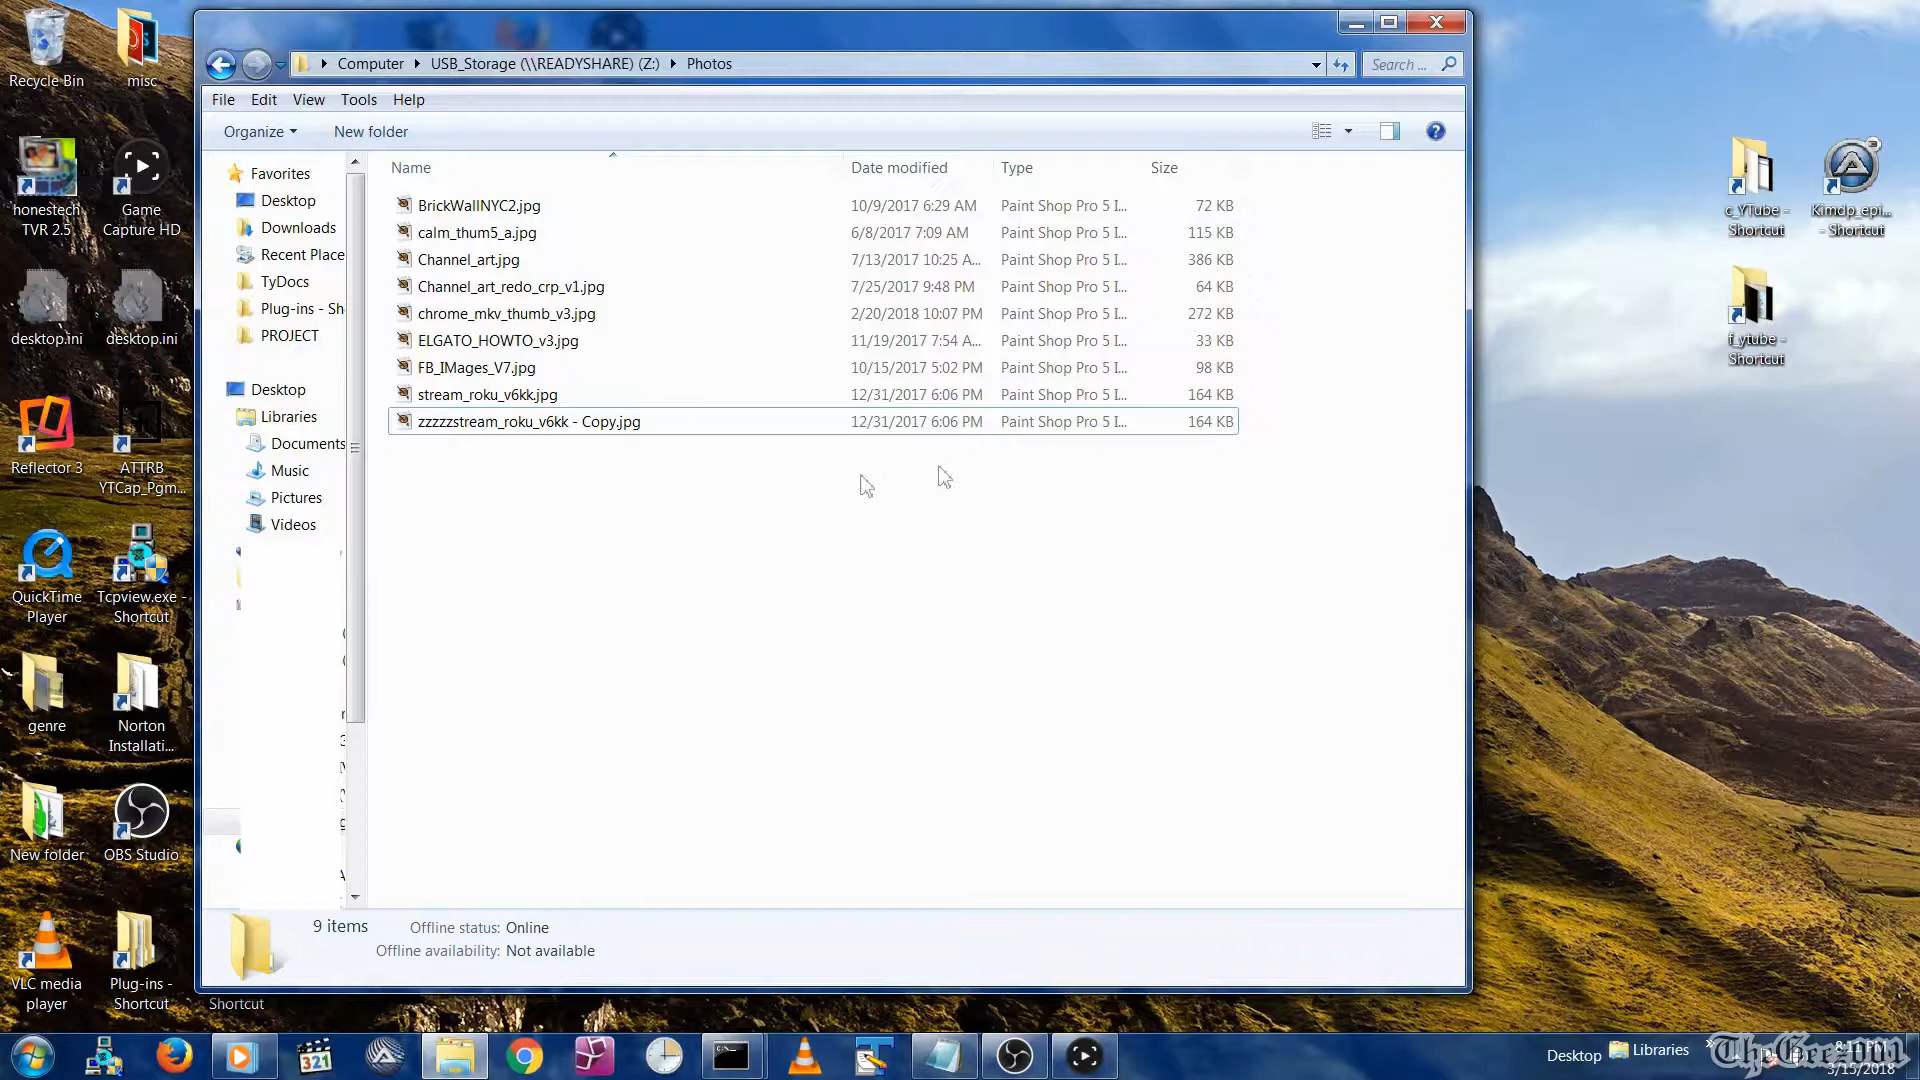 Recycle Bin
misc
honestech TVR 2.5
Game Capture HD
desktop.ini
desktop.ini
Reflector 3
ATTRB YTCap_Pgm...
QuickTime Player
Tcpview.exe - Shortcut
genre
Norton Installati...
New folder
OBS Studio
VLC media player
Plug-ins - Shortcut
Shortcut
Computer USB_Storage (\\READYSHARE) (Z:) Photos
Search ...
File Edit View Tools Help
Organize New folder
Favorites
Desktop
Downloads
Recent Place
TyDocs
Plug-ins - Sh
PROJECT
Desktop
Libraries
Documents
Music
Pictures
Videos
Name Date modified Type Size
BrickWallNYC2.jpg 10/9/2017 6:29 AM Paint Shop Pro 5 I... 72 KB
calm_thum5_a.jpg 6/8/2017 7:09 AM Paint Shop Pro 5 I... 115 KB
Channel_art.jpg 7/13/2017 10:25 A... Paint Shop Pro 5 I... 386 KB
Channel_art_redo_crp_v1.jpg 7/25/2017 9:48 PM Paint Shop Pro 5 I... 64 KB
chrome_mkv_thumb_v3.jpg 2/20/2018 10:07 PM Paint Shop Pro 5 I... 272 KB
ELGATO_HOWTO_v3.jpg 11/19/2017 7:54 A... Paint Shop Pro 5 I... 33 KB
FB_IMages_V7.jpg 10/15/2017 5:02 PM Paint Shop Pro 5 I... 98 KB
stream_roku_v6kk.jpg 12/31/2017 6:06 PM Paint Shop Pro 5 I... 164 KB
zzzzzstream_roku_v6kk - Copy.jpg 12/31/2017 6:06 PM Paint Shop Pro 5 I... 164 KB
9 items Offline status: Online
Offline availability: Not available
c_YTube - Shortcut
Kimdp_epi... - Shortcut
f_ytube - Shortcut
321
Desktop Libraries
8:11 PM
3/15/2018